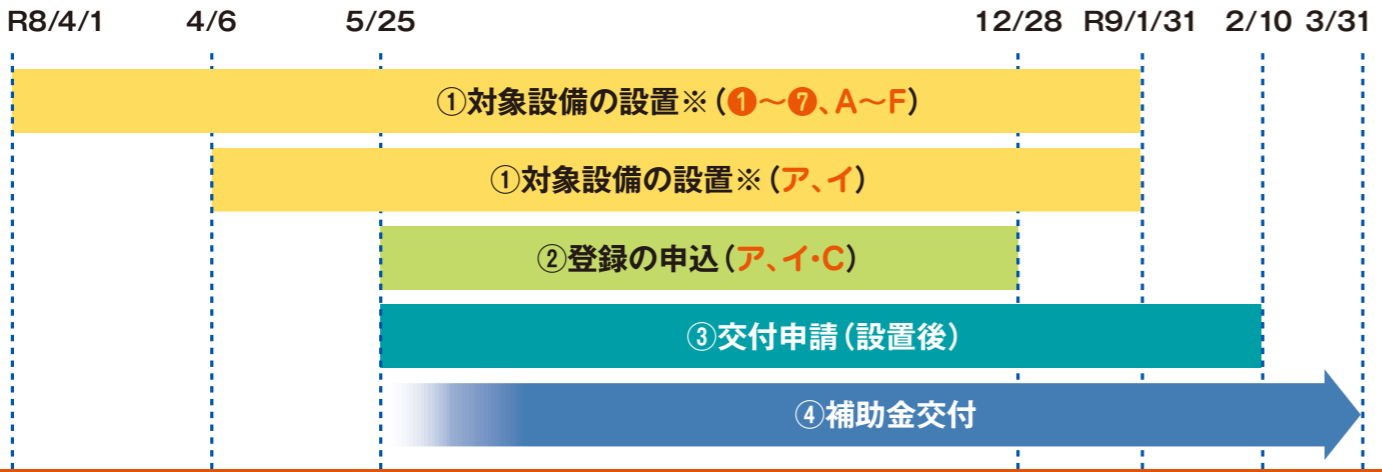 R8/4/1 4/6 5/25 12/28 R9/1/31 2/10 3/31
①対象設備の設置※(❶~❼、A~F)
①対象設備の設置※(ア、イ)
②登録の申込(ア、イ・C)
③交付申請(設置後)
④補助金交付